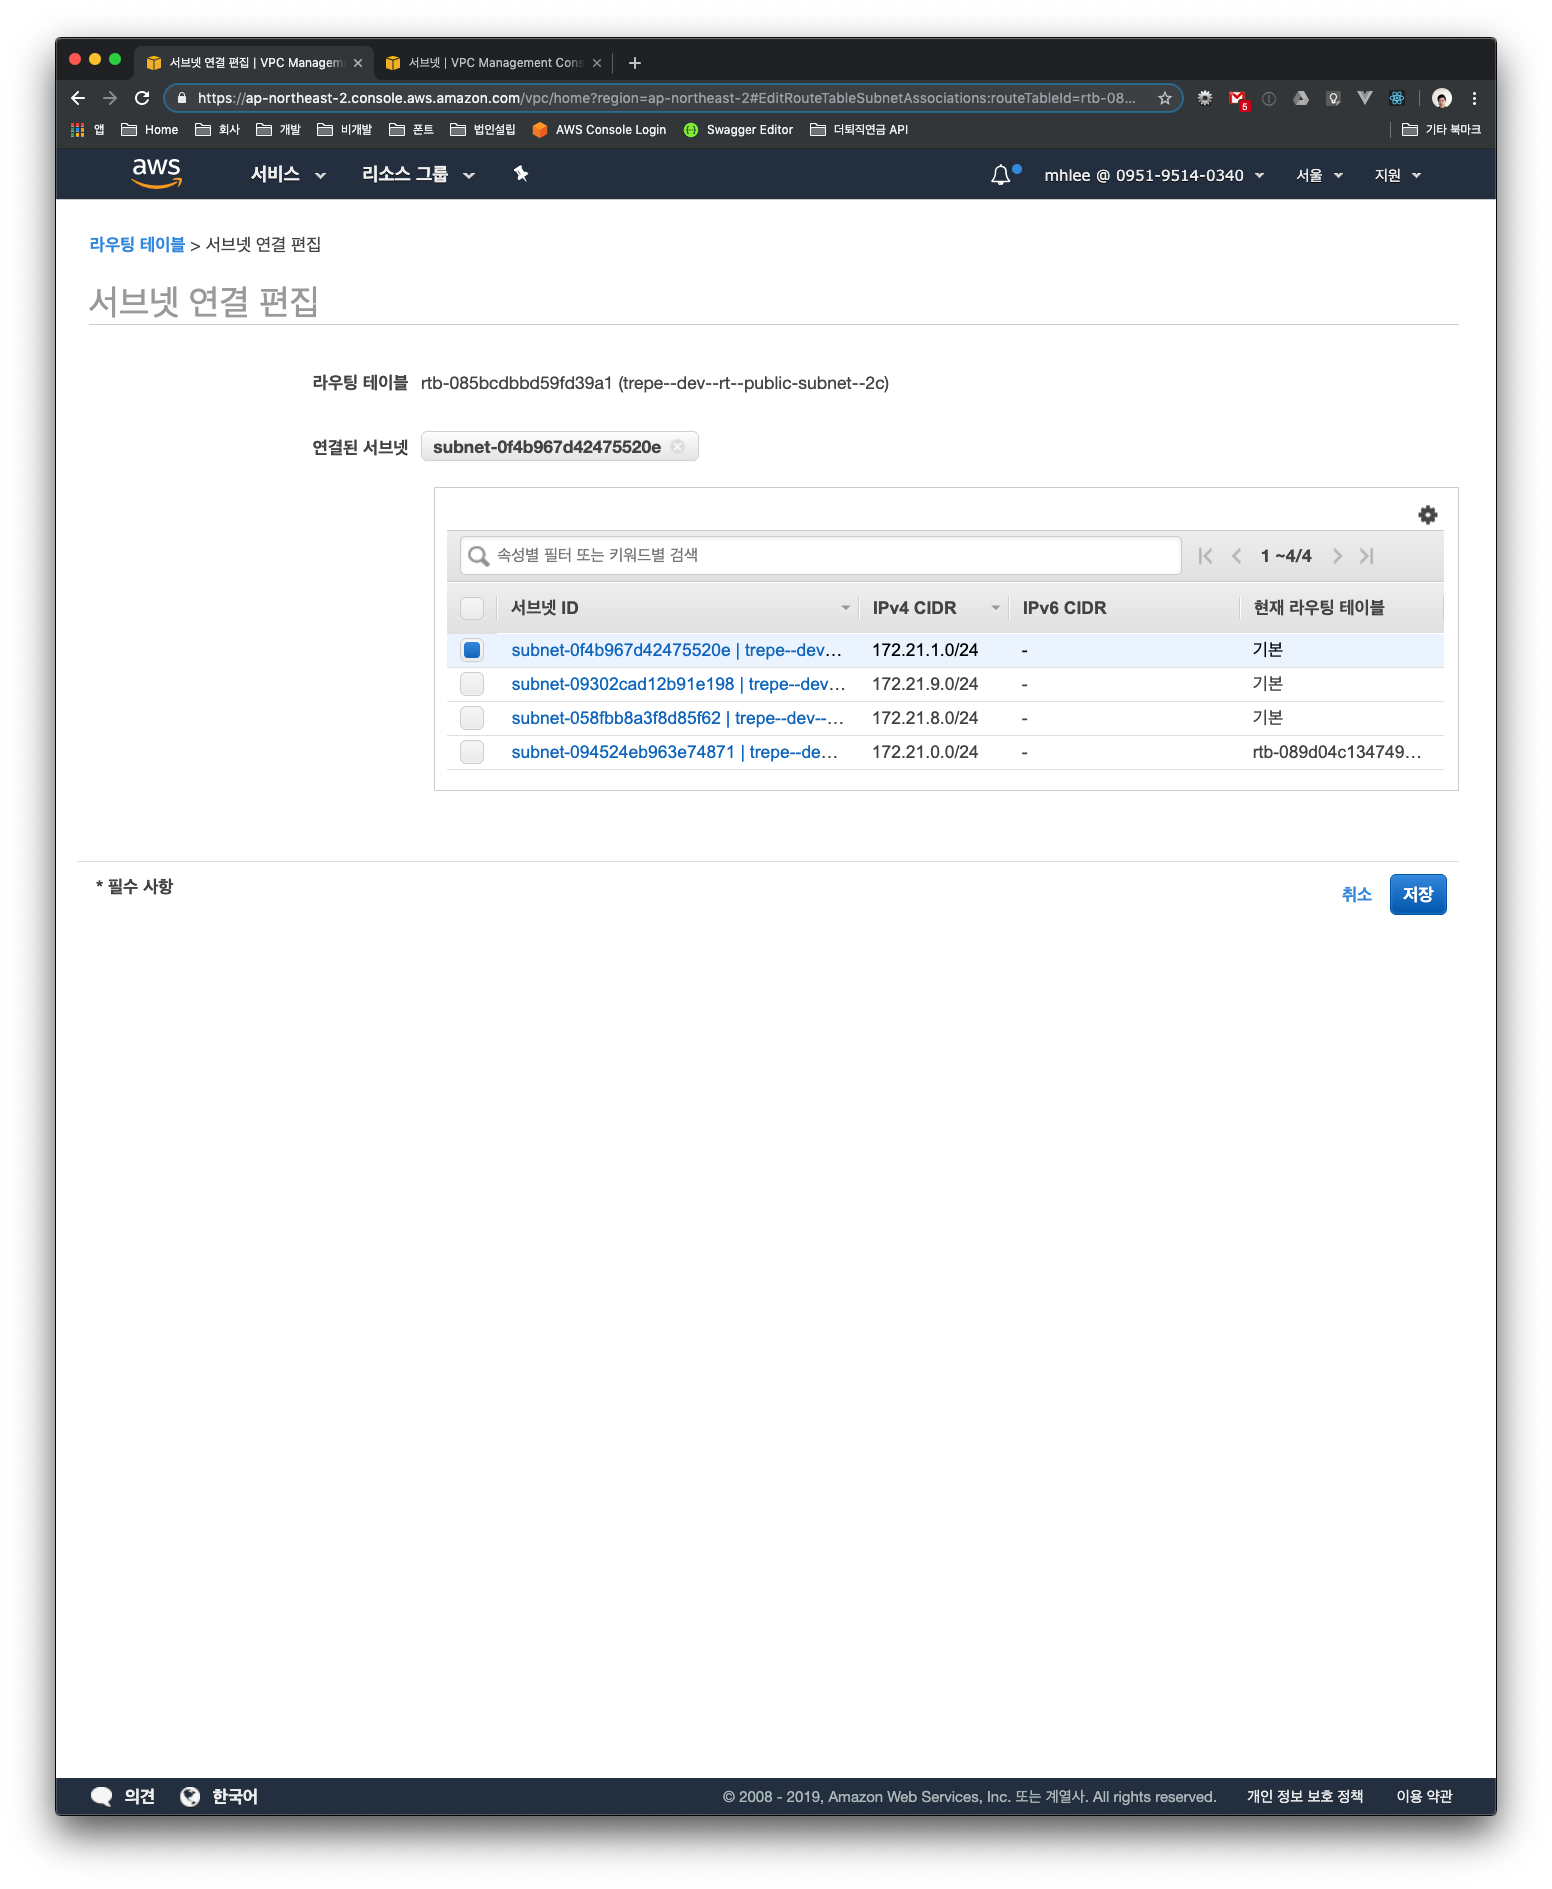 서브넷 연결 편집 | VPC Managem
서브넷 | VPC Management Cons
https://ap-northeast-2.console.aws.amazon.com/vpc/home?region=ap-northeast-2#EditRouteTableSubnetAssociations:routeTableId=rtb-08...
5
앱 Home 회사 개발 비개발 폰트 법인설립 AWS Console Login Swagger Editor 더퇴직연금 API 기타 북마크
aws 서비스 리소스 그룹 mhlee @ 0951-9514-0340 서울 지원
라우팅 테이블 > 서브넷 연결 편집
서브넷 연결 편집
라우팅 테이블 rtb-085bcdbbd59fd39a1 (trepe--dev--rt--public-subnet--2c)
연결된 서브넷 subnet-0f4b967d42475520e
속성별 필터 또는 키워드별 검색 1 ~4/4
서브넷 ID IPv4 CIDR IPv6 CIDR 현재 라우팅 테이블
subnet-0f4b967d42475520e | trepe--dev... 172.21.1.0/24 - 기본
subnet-09302cad12b91e198 | trepe--dev... 172.21.9.0/24 - 기본
subnet-058fbb8a3f8d85f62 | trepe--dev--... 172.21.8.0/24 - 기본
subnet-094524eb963e74871 | trepe--de... 172.21.0.0/24 - rtb-089d04c134749...
* 필수 사항 취소 저장
의견 한국어 © 2008 - 2019, Amazon Web Services, Inc. 또는 계열사. All rights reserved. 개인 정보 보호 정책 이용 약관